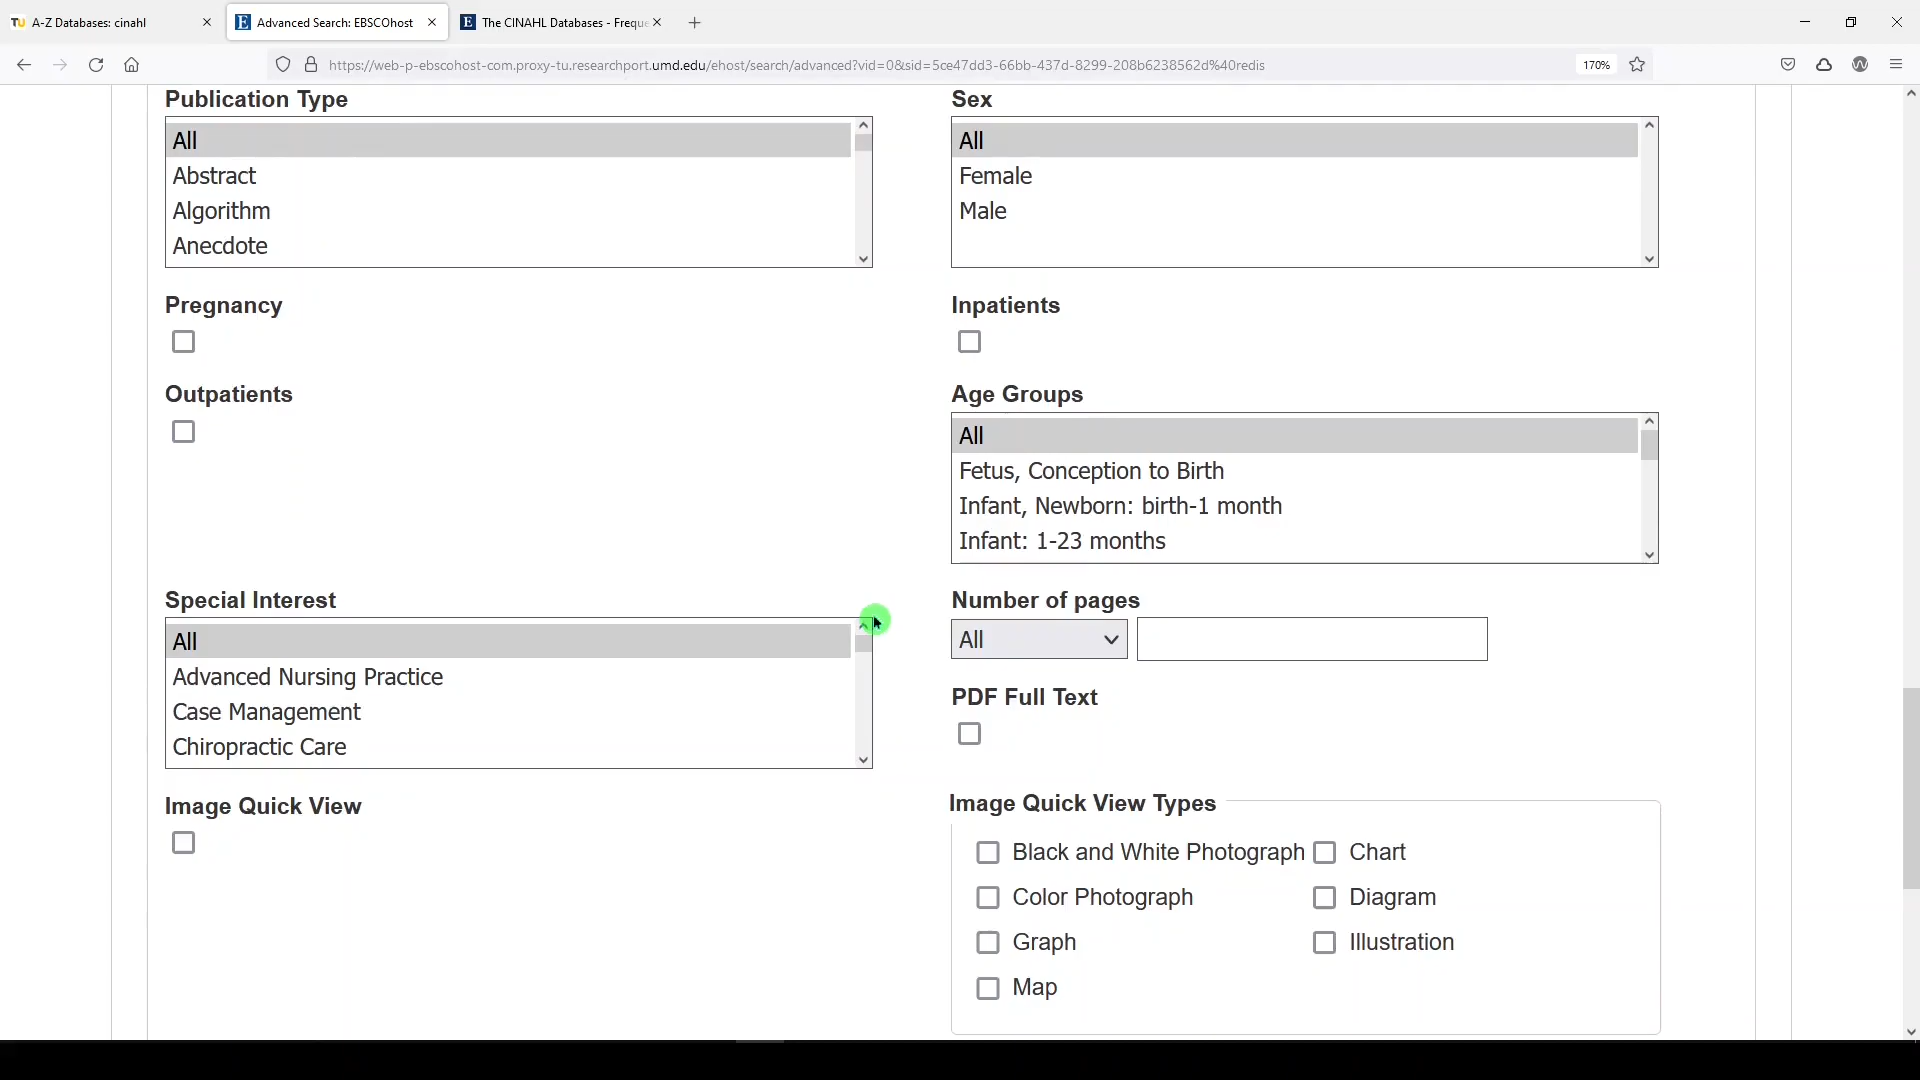 A-Z Databases: cinahl
Advanced Search: EBSCOhost
The CINAHL Databases - Freque
https://web-p-ebscohost-com.proxy-tu.researchport.umd.edu/ehost/search/advanced?vid=0&sid=5ce47dd3-66bb-437d-8299-208b6238562d%40redis
170%
Publication Type
All
Abstract
Algorithm
Anecdote
Sex
All
Female
Male
Pregnancy
Inpatients
Outpatients
Age Groups
All
Fetus, Conception to Birth
Infant, Newborn: birth-1 month
Infant: 1-23 months
Special Interest
All
Advanced Nursing Practice
Case Management
Chiropractic Care
Number of pages
All
PDF Full Text
Image Quick View
Image Quick View Types
Black and White Photograph
Chart
Color Photograph
Diagram
Graph
Illustration
Map